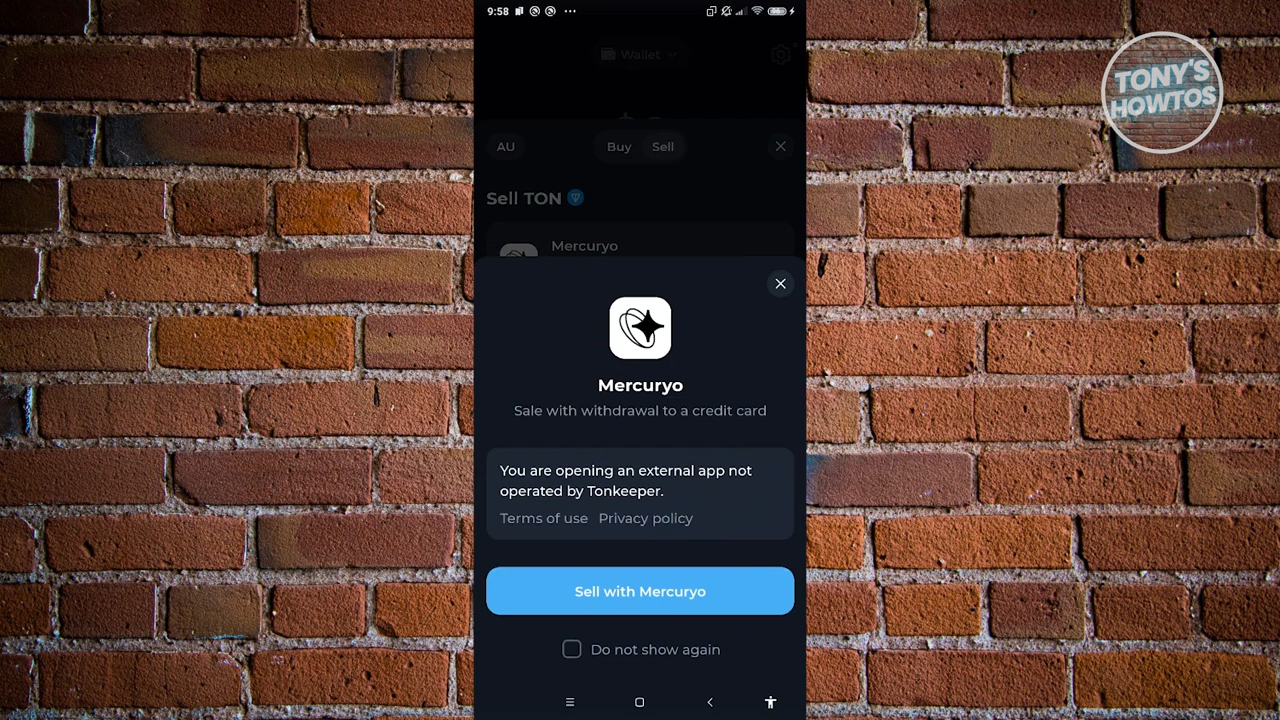 9:58
TONY'S
HOWTOS
Wallet
AU
Buy
Sell
Sell TON
Mercuryo
Mercuryo
Sale with withdrawal to a credit card
You are opening an external app not
operated by Tonkeeper.
Terms of use Privacy policy
Sell with Mercuryo
Do not show again